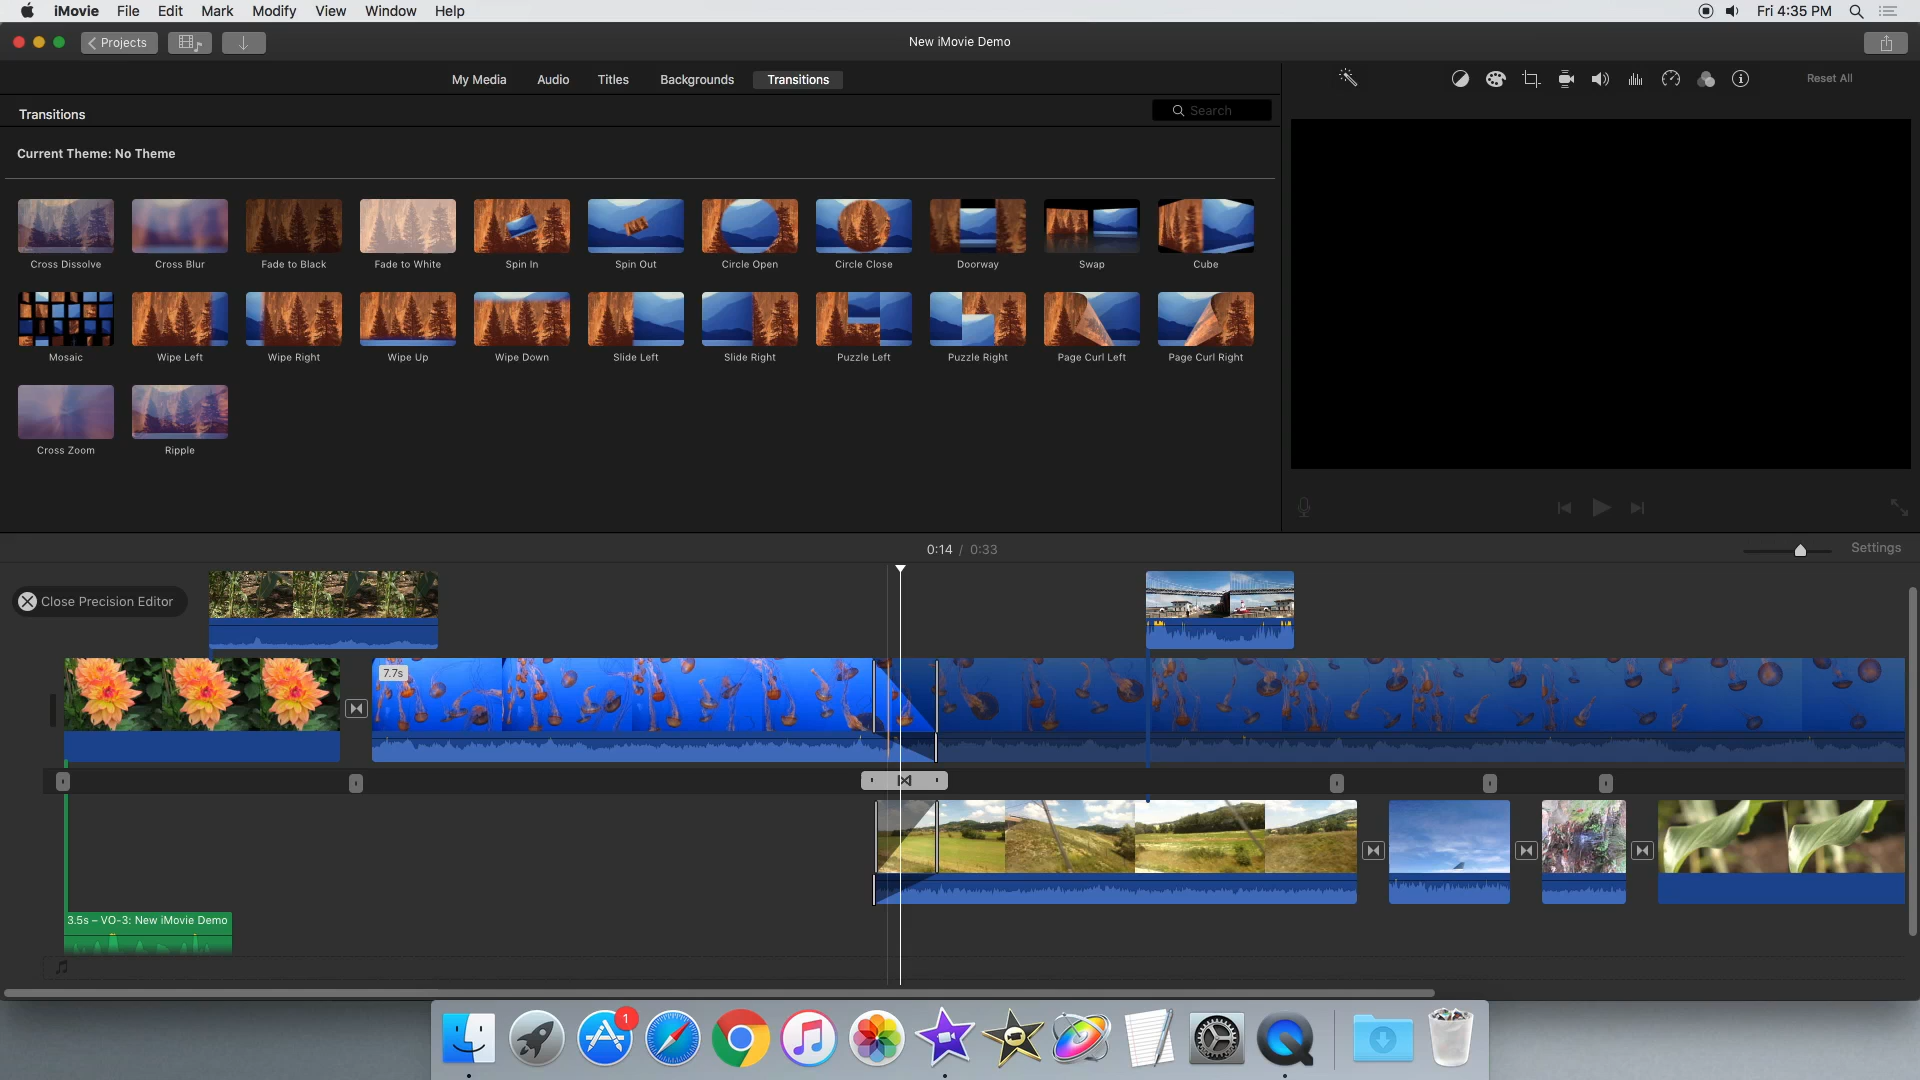 iMovie File Edit Mark Modify View Window Help
Fri 4:35 PM
Projects
New iMovie Demo
My Media Audio Titles Backgrounds Transitions
Reset All
Transitions
Search
Current Theme: No Theme
Cross Dissolve Cross Blur Fade to Black Fade to White Spin In Spin Out Circle Open Circle Close Doorway Swap Cube
Mosaic Wipe Left Wipe Right Wipe Up Wipe Down Slide Left Slide Right Puzzle Left Puzzle Right Page Curl Left Page Curl Right
Cross Zoom Ripple
0:14 / 0:33
Settings
Close Precision Editor
7.7s
3.5s – VO-3: New iMovie Demo
1